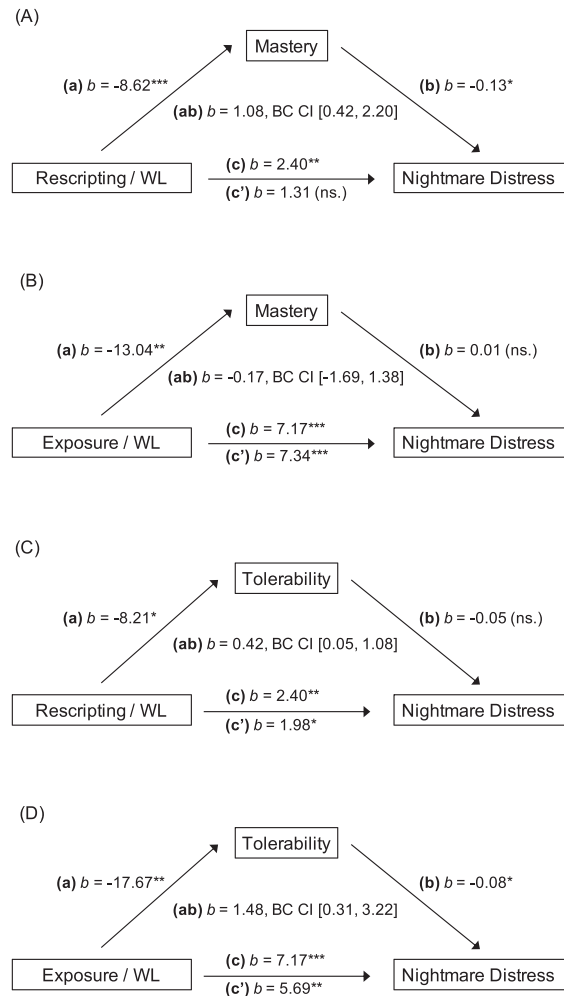 (A)
Mastery
(a) b = -8.62***
(b) b = -0.13*
(ab) b = 1.08, BC CI [0.42, 2.20]
Rescripting / WL
(c) b = 2.40**
(c') b = 1.31 (ns.)
Nightmare Distress
(B)
Mastery
(a) b = -13.04**
(b) b = 0.01 (ns.)
(ab) b = -0.17, BC CI [-1.69, 1.38]
Exposure / WL
(c) b = 7.17***
(c') b = 7.34***
Nightmare Distress
(C)
Tolerability
(a) b = -8.21*
(b) b = -0.05 (ns.)
(ab) b = 0.42, BC CI [0.05, 1.08]
Rescripting / WL
(c) b = 2.40**
(c') b = 1.98*
Nightmare Distress
(D)
Tolerability
(a) b = -17.67**
(b) b = -0.08*
(ab) b = 1.48, BC CI [0.31, 3.22]
Exposure / WL
(c) b = 7.17***
(c') b = 5.69**
Nightmare Distress